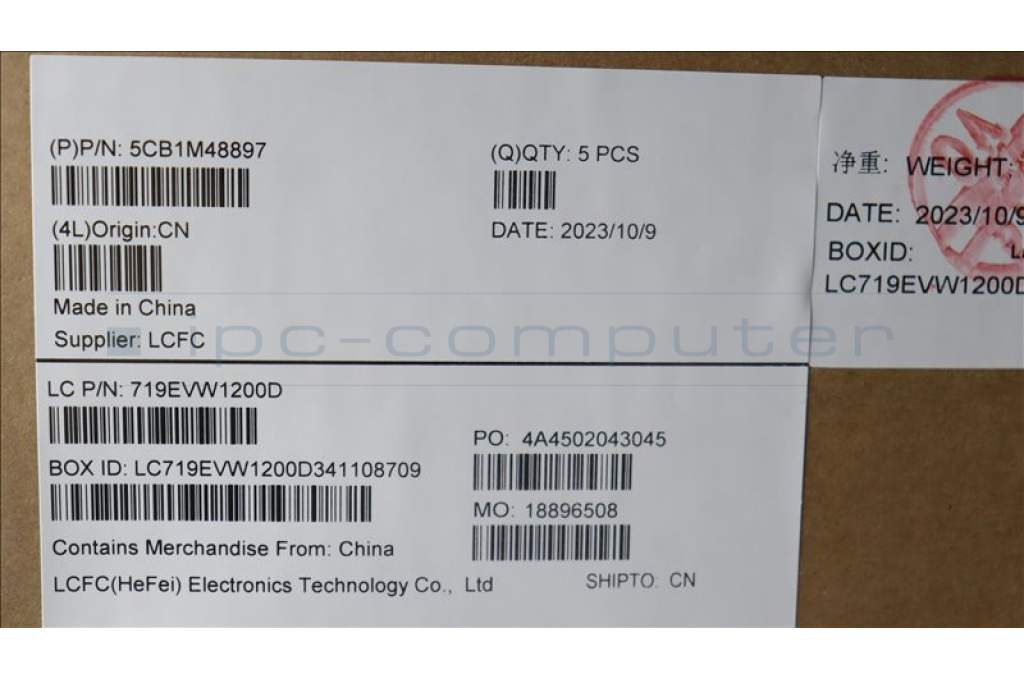 (P)P/N: 5CB1M48897
(Q)QTY: 5 PCS
(4L)Origin:CN
DATE: 2023/10/9
Made in China
Supplier: LCFC
ipc-computer
LC P/N: 719EVW1200D
PO: 4A4502043045
BOX ID: LC719EVW1200D341108709
MO: 18896508
Contains Merchandise From: China
LCFC(HeFei) Electronics Technology Co., Ltd
SHIPTO: CN
净重: WEIGHT:
DATE: 2023/10/9
BOXID:
LC719EVW1200D